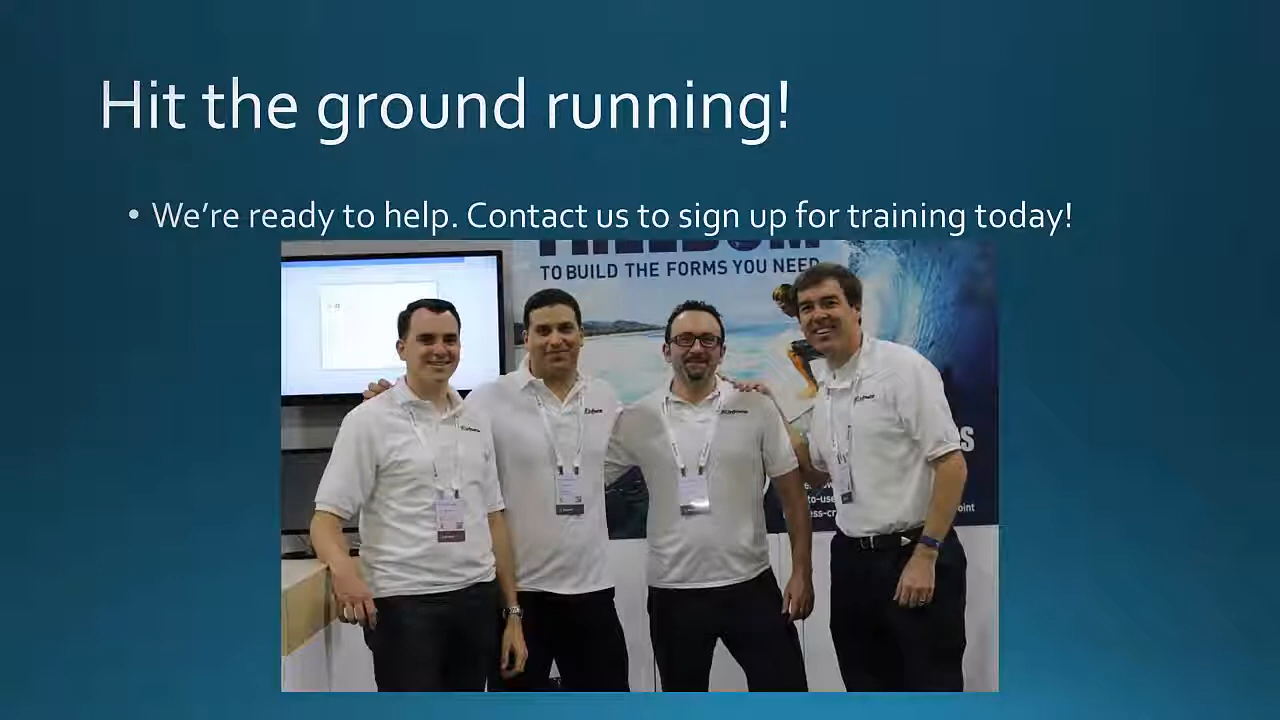 Hit the ground running!
• We're ready to help. Contact us to sign up for training today!
FREEDOM
TO BUILD THE FORMS YOU NEED